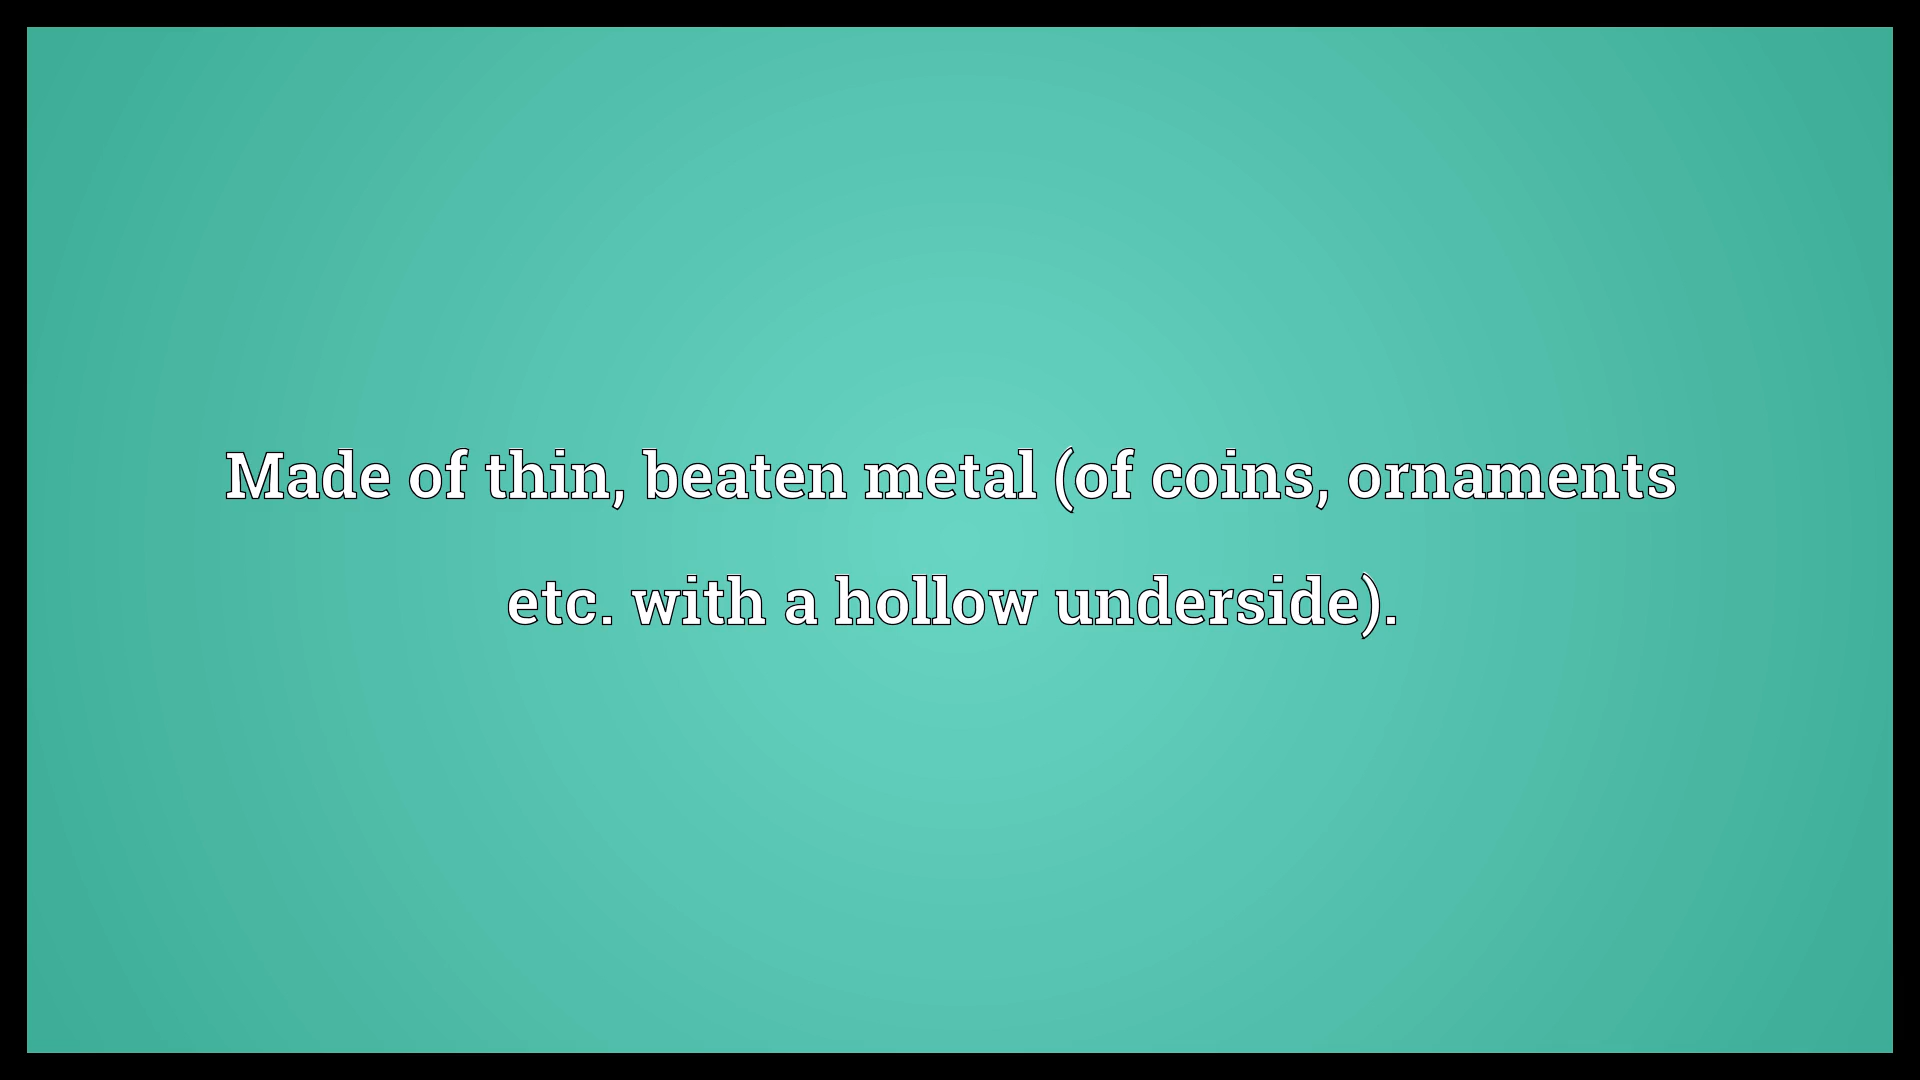 Made of thin, beaten metal (of coins, ornaments
etc. with a hollow underside).